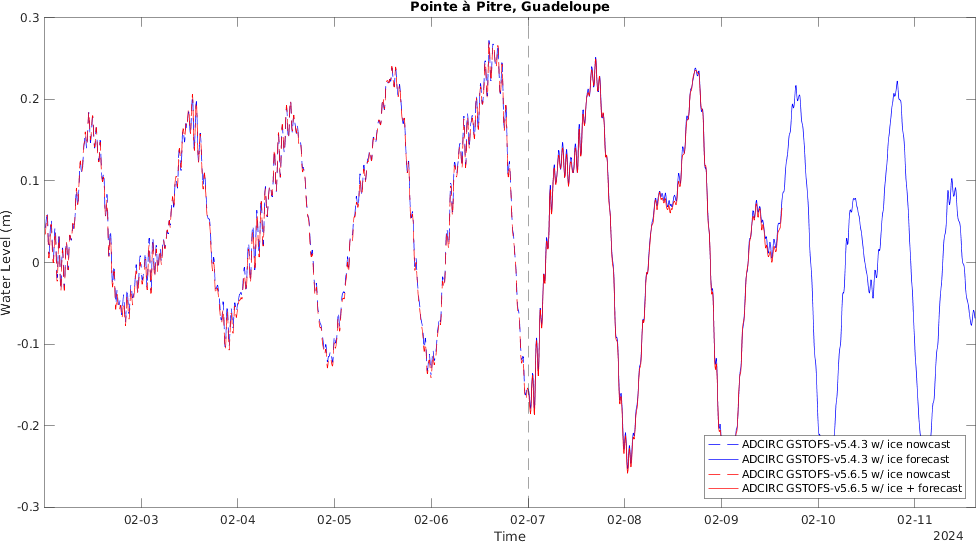 Pointe à Pitre, Guadeloupe
0.3
0.2
0.1
0
-0.1
-0.2
-0.3
Water Level (m)
ADCIRC GSTOFS-v5.4.3 w/ ice nowcast
ADCIRC GSTOFS-v5.4.3 w/ ice forecast
ADCIRC GSTOFS-v5.6.5 w/ ice nowcast
ADCIRC GSTOFS-v5.6.5 w/ ice + forecast
02-03 02-04 02-05 02-06 02-07 02-08 02-09 02-10 02-11
Time
2024